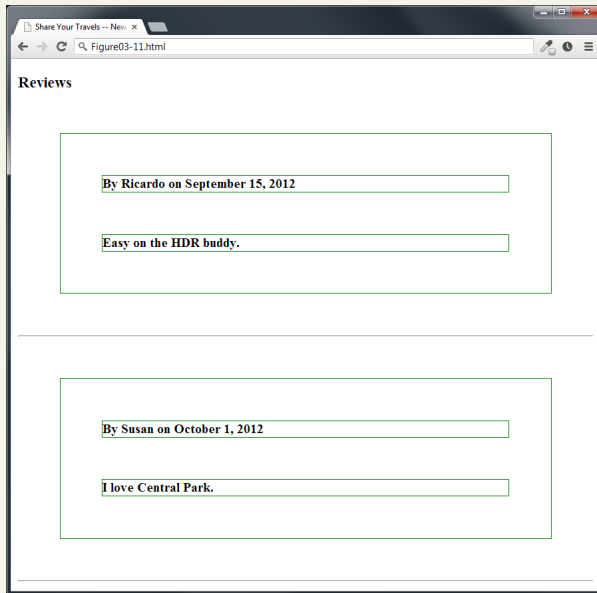 Share Your Travels -- New
Figure03-11.html
Reviews
By Ricardo on September 15, 2012
Easy on the HDR buddy.
By Susan on October 1, 2012
I love Central Park.